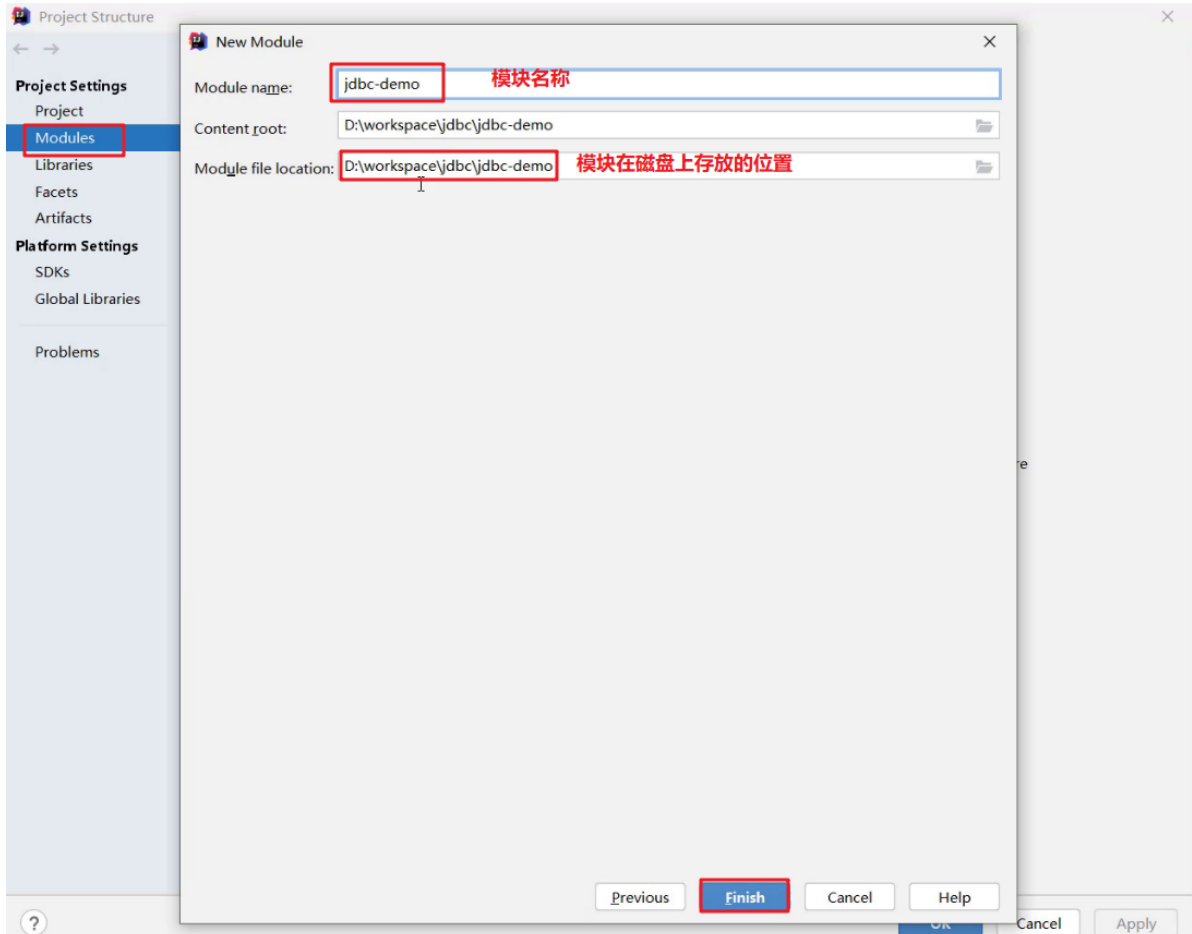 Project Structure
New Module
Project Settings
Project
Modules
Libraries
Facets
Artifacts
Platform Settings
SDKs
Global Libraries
Problems
Module name: jdbc-demo 模块名称
Content root: D:\workspace\jdbc\jdbc-demo
Module file location: D:\workspace\jdbc\jdbc-demo 模块在磁盘上存放的位置
re
Previous Finish Cancel Help
? OK Cancel Apply